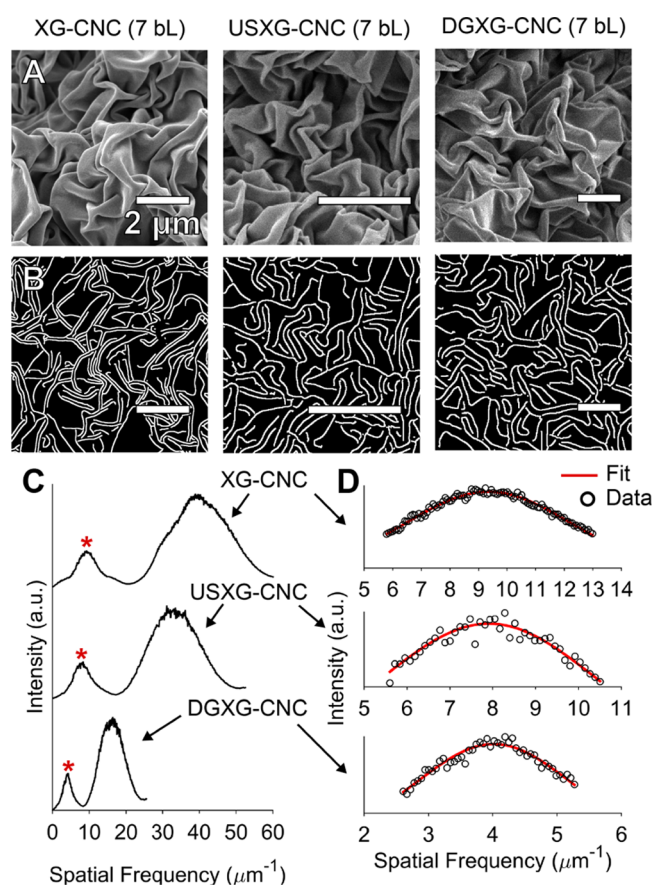 XG-CNC (7 bL) USXG-CNC (7 bL) DGXG-CNC (7 bL)
A
2 μm
B
C XG-CNC D Fit
Data
* USXG-CNC
* DGXG-CNC
*
Intensity (a.u.)
Intensity (a.u.)
5 6 7 8 9 10 11 12 13 14
5 6 7 8 9 10 11
2 3 4 5 6
0 10 20 30 40 50 60
Spatial Frequency (μm⁻¹) Spatial Frequency (μm⁻¹)